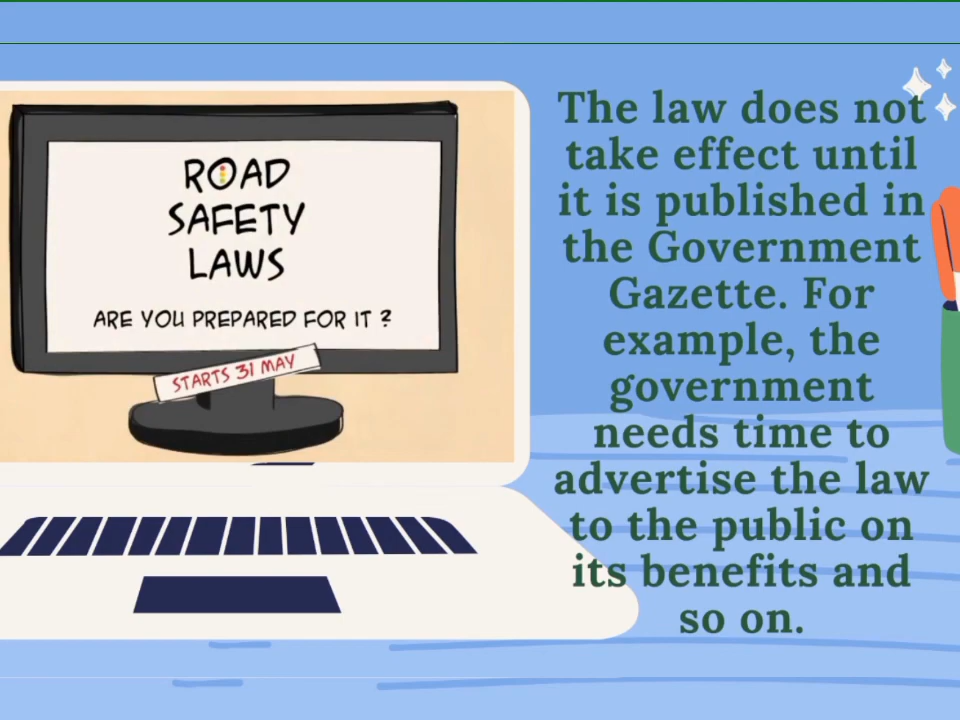 ROAD
SAFETY
LAWS
ARE YOU PREPARED FOR IT ?
STARTS 31 MAY
The law does not
take effect until
it is published in
the Government
Gazette. For
example, the
government
needs time to
advertise the law
to the public on
its benefits and
so on.